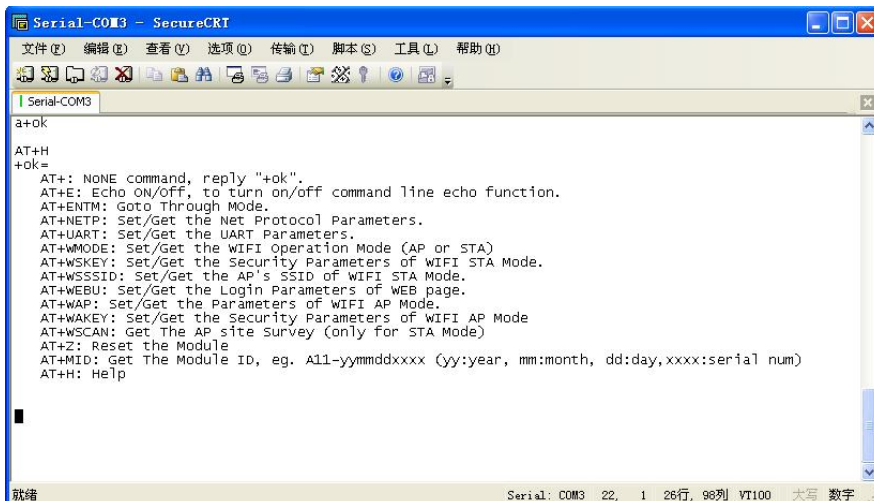 Serial-COM3 - SecureCRT
文件(F) 编辑(E) 查看(V) 选项(O) 传输(T) 脚本(S) 工具(L) 帮助(H)
Serial-COM3
a+ok
AT+H
+ok=
AT+: NONE command, reply "+ok".
AT+E: Echo ON/Off, to turn on/off command line echo function.
AT+ENTM: Goto Through MOde.
AT+NETP: Set/Get the Net Protocol Parameters.
AT+UART: Set/Get the UART Parameters.
AT+WMODE: Set/Get the WIFI Operation Mode (AP or STA)
AT+WSKEY: Set/Get the Security Parameters of WIFI STA Mode.
AT+WSSSID: Set/Get the AP's SSID of WIFI STA Mode.
AT+WEBU: Set/Get the Login Parameters of WEB page.
AT+WAP: Set/Get the Parameters of WIFI AP Mode.
AT+WAKEY: Set/Get the Security Parameters of WIFI AP Mode
AT+WSCAN: Get The AP site Survey (only for STA Mode)
AT+Z: Reset the Module
AT+MID: Get The Module ID, eg. A11-yymmddxxxx (yy:year, mm:month, dd:day,xxxx:serial num)
AT+H: Help
就绪 Serial: COM3 22, 1 26行, 98列 VT100 大写 数字